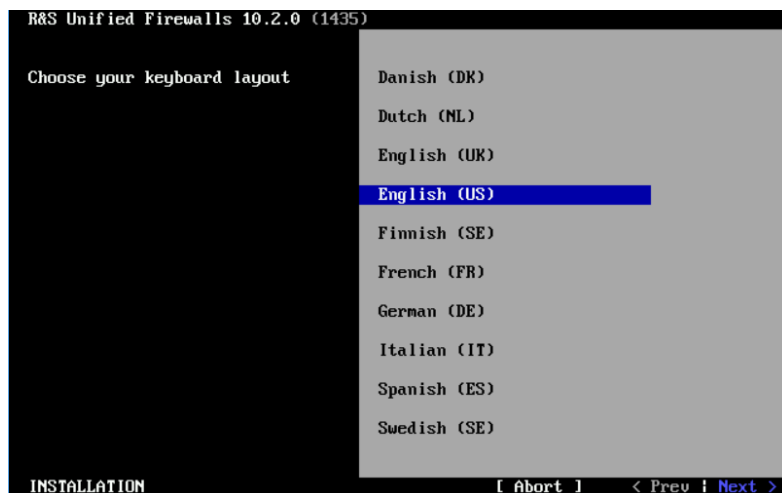 R&S Unified Firewalls 10.2.0 (1435)
Choose your keyboard layout
Danish (DK)
Dutch (NL)
English (UK)
English (US)
Finnish (SE)
French (FR)
German (DE)
Italian (IT)
Spanish (ES)
Swedish (SE)
INSTALLATION [ Abort ] < Prev | Next >